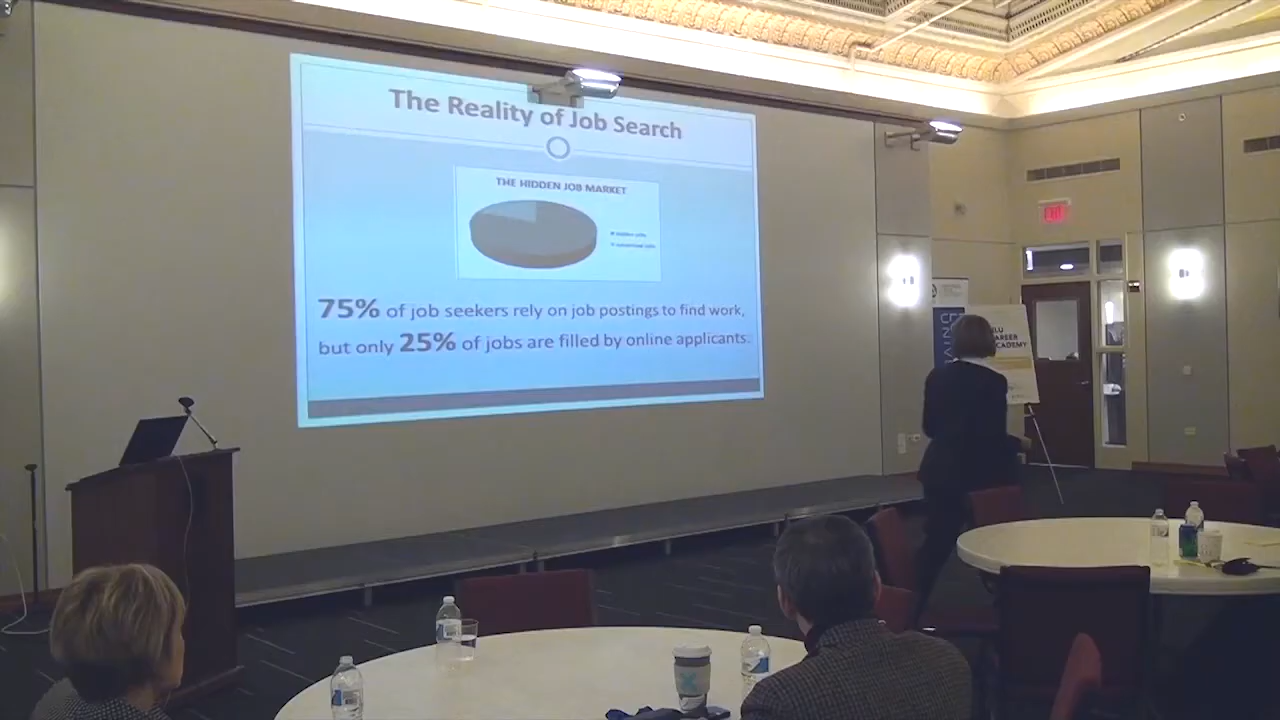 The Reality of Job Search
THE HIDDEN JOB MARKET
75% of job seekers rely on job postings to find work,
but only 25% of jobs are filled by online applicants.
EXIT